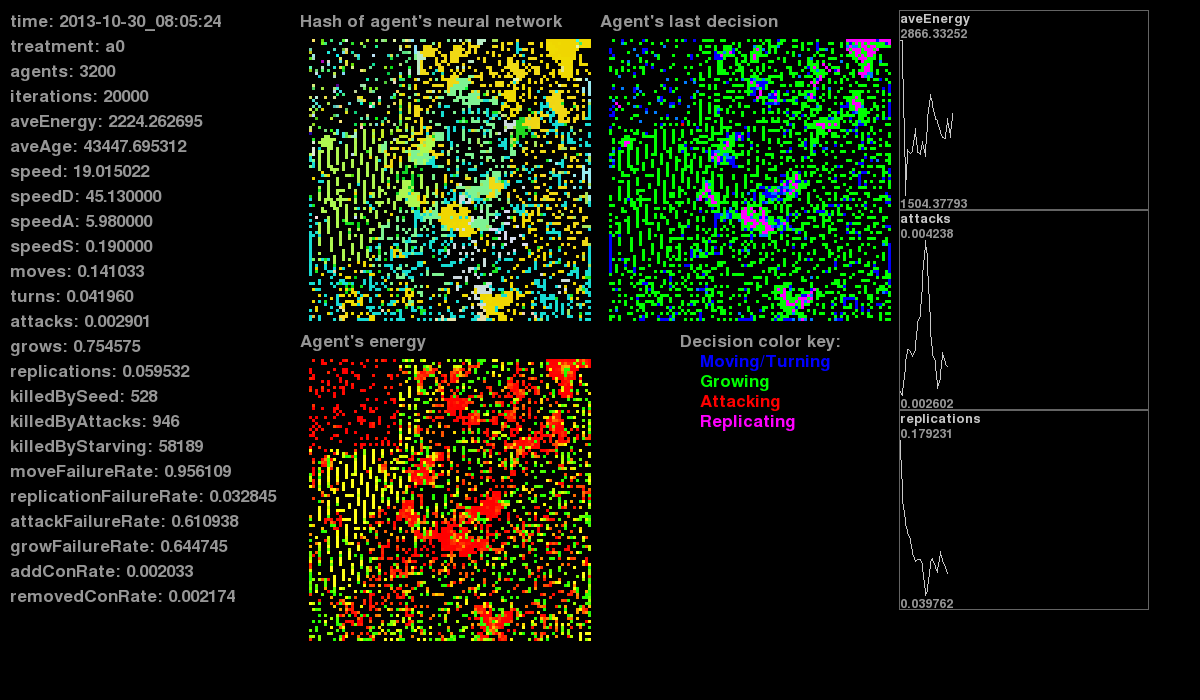 time: 2013-10-30_08:05:24
treatment: a0
agents: 3200
iterations: 20000
aveEnergy: 2224.262695
aveAge: 43447.695312
speed: 19.015022
speedD: 45.130000
speedA: 5.980000
speedS: 0.190000
moves: 0.141033
turns: 0.041960
attacks: 0.002901
grows: 0.754575
replications: 0.059532
killedBySeed: 528
killedByAttacks: 946
killedByStarving: 58189
moveFailureRate: 0.956109
replicationFailureRate: 0.032845
attackFailureRate: 0.610938
growFailureRate: 0.644745
addConRate: 0.002033
removedConRate: 0.002174
Hash of agent's neural network
Agent's last decision
Agent's energy
Decision color key:
Moving/Turning
Growing
Attacking
Replicating
aveEnergy
2866.33252
1504.37793
attacks
0.004238
0.002602
replications
0.179231
0.039762